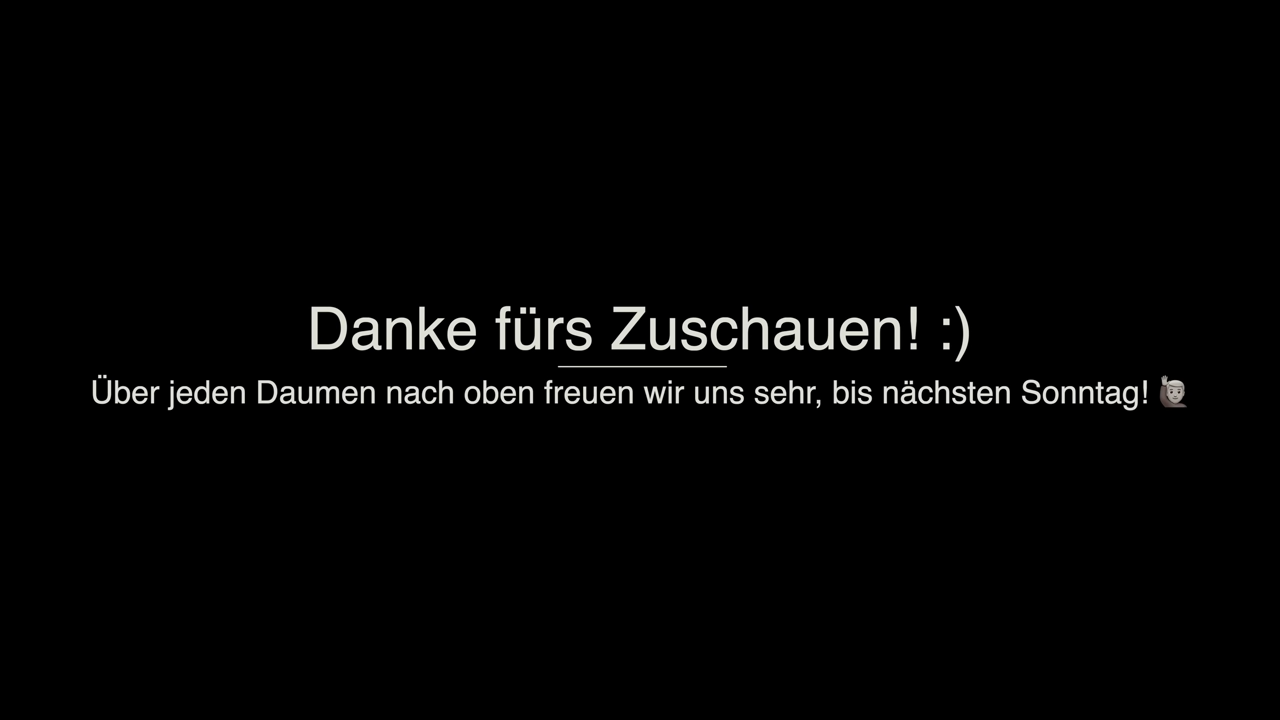 Danke fürs Zuschauen! :)
Über jeden Daumen nach oben freuen wir uns sehr, bis nächsten Sonntag! 🙋🏻‍♂️